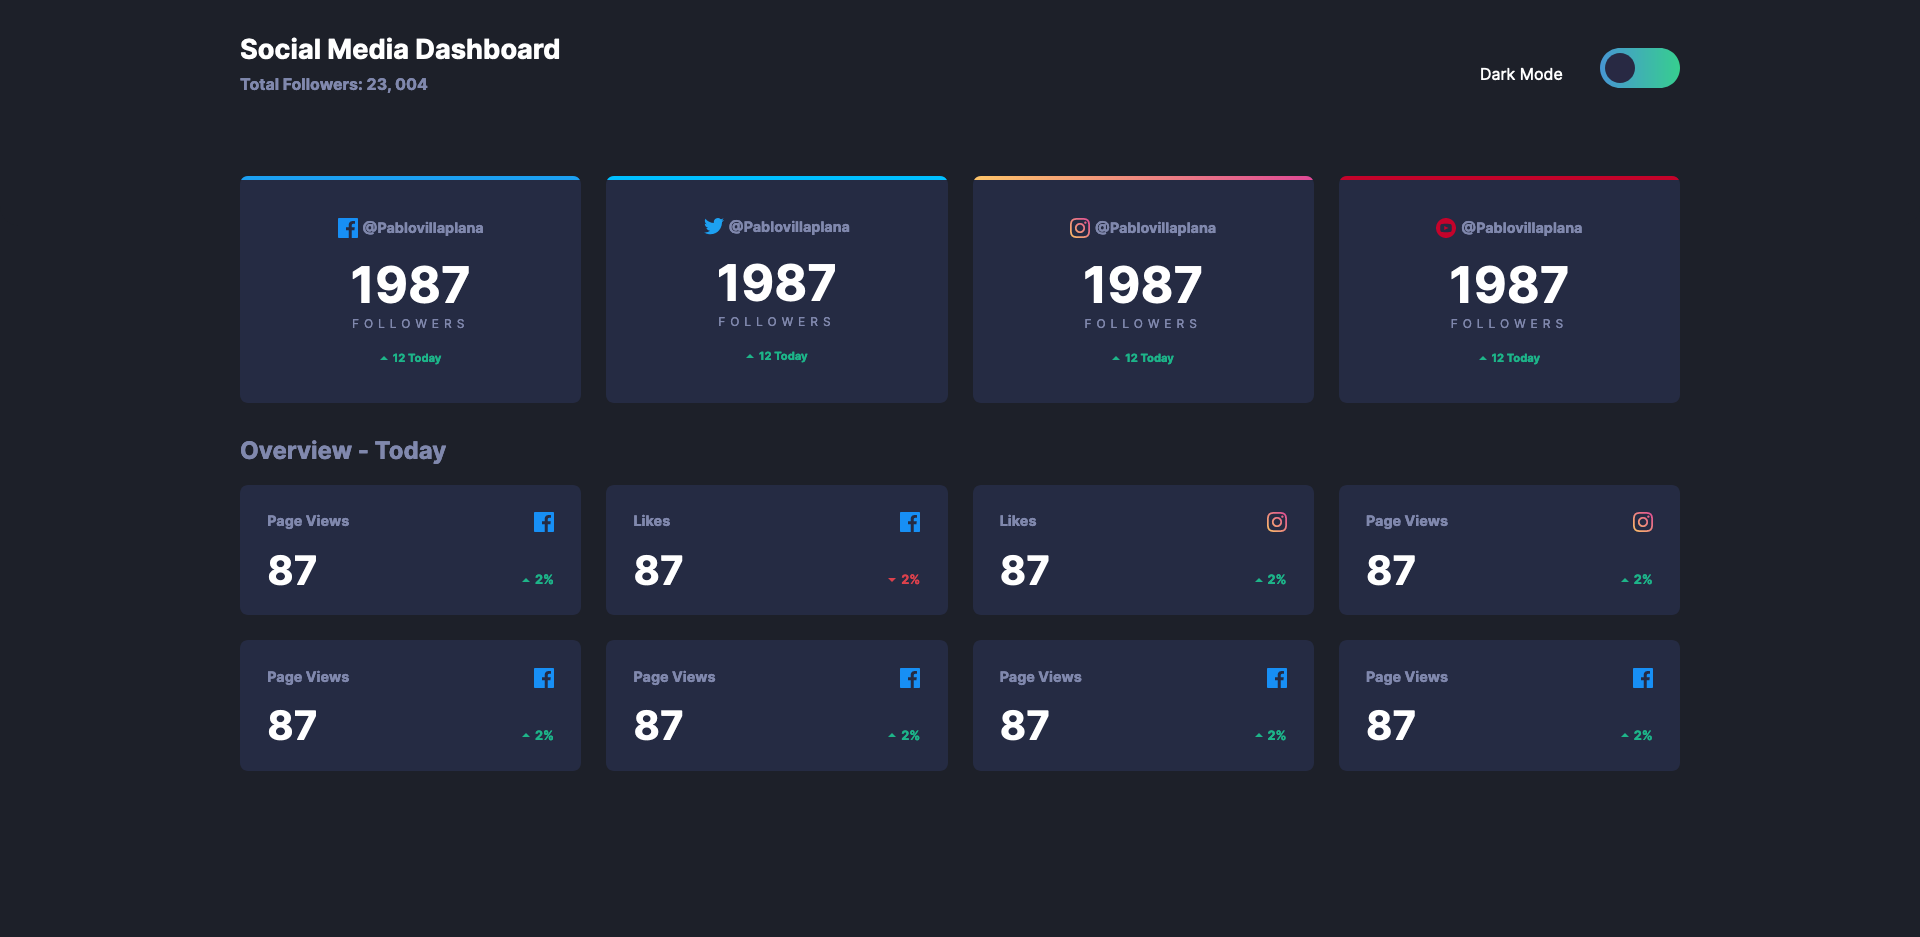 Social Media Dashboard
Total Followers: 23, 004
Dark Mode
@Pablovillaplana
1987
FOLLOWERS
12 Today
@Pablovillaplana
1987
FOLLOWERS
12 Today
@Pablovillaplana
1987
FOLLOWERS
12 Today
@Pablovillaplana
1987
FOLLOWERS
12 Today
Overview - Today
Page Views
87
2%
Likes
87
2%
Likes
87
2%
Page Views
87
2%
Page Views
87
2%
Page Views
87
2%
Page Views
87
2%
Page Views
87
2%